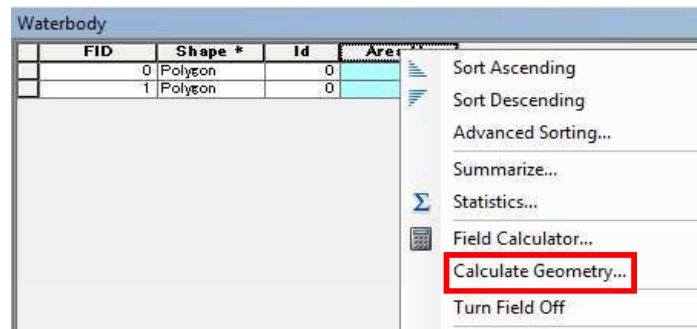 Waterbody
FID Shape * Id
0 Polygon 0
1 Polygon 0
Sort Ascending
Sort Descending
Advanced Sorting...
Summarize...
Σ Statistics...
Field Calculator...
Calculate Geometry...
Turn Field Off